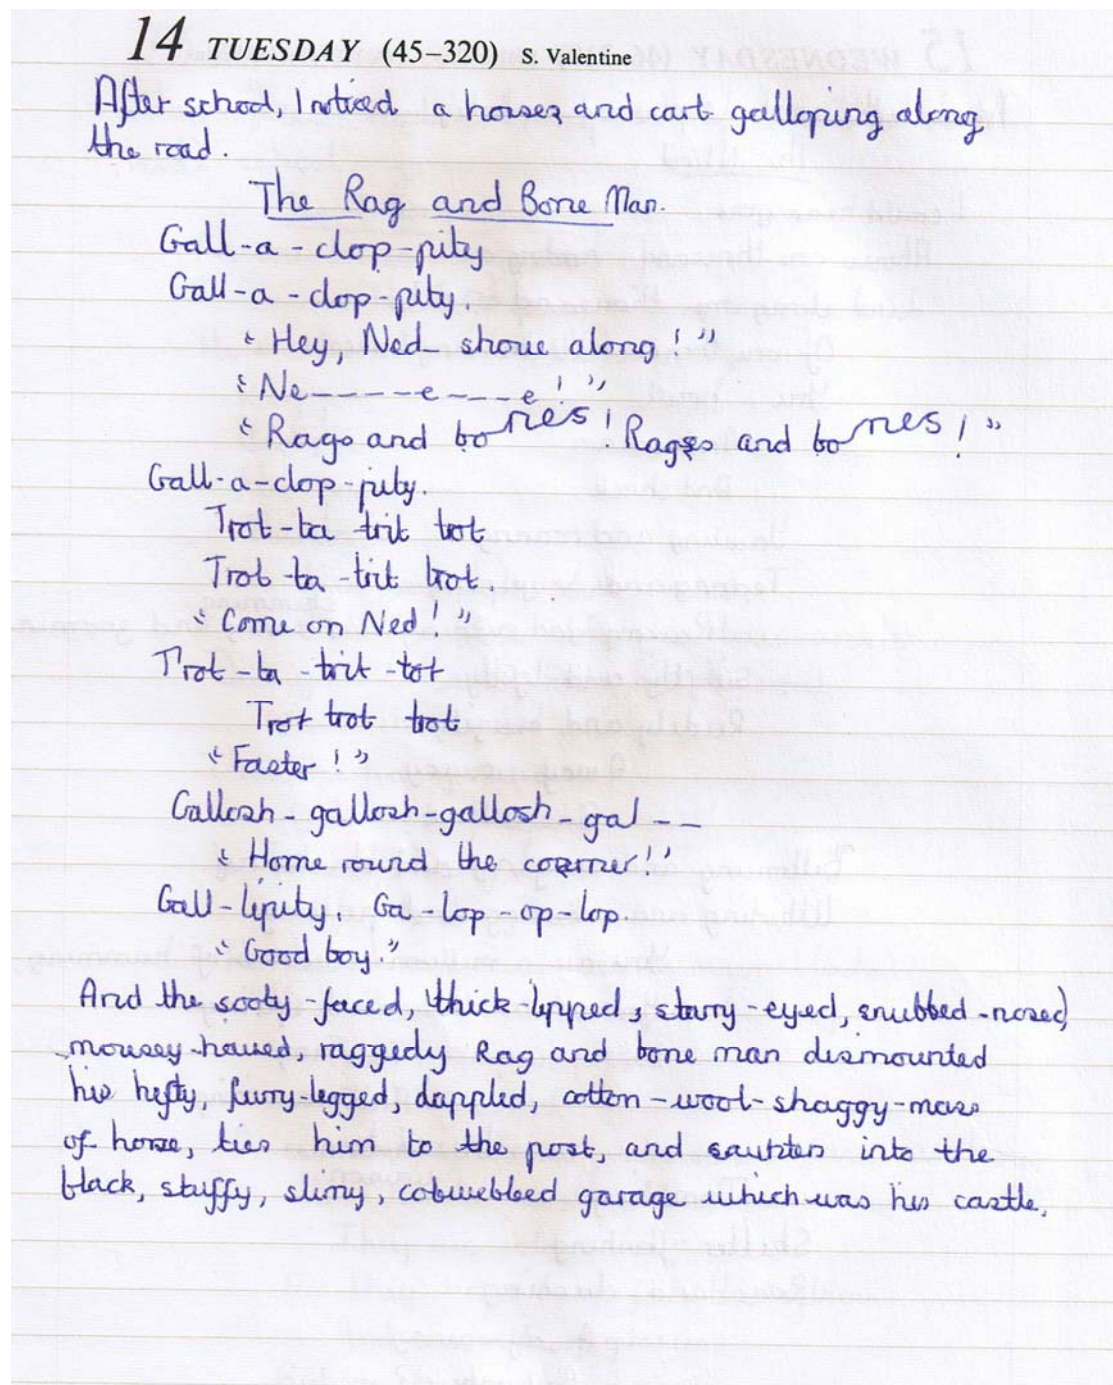 14 TUESDAY (45–320) S. Valentine
After school, I noticed a horse and cart galloping along
the road.
The Rag and Bone Man.
Gall-a-clop-pity
Gall-a-clop-pity.
"Hey, Ned_ shove along!"
"Ne-----e----e!"
"Rags and bones! Rags and bones!"
Gall-a-clop-pity.
Trot-ta trit trot
Trot-ta-trit trot.
"Come on Ned!"
Trot-ta-trit-tot
Trot trot trot
"Faster!"
Gallosh-gallosh-gallosh-gal--
"Home round the corner!"
Gall-lipity. Ga-lop-op-lop.
"Good boy."
And the sooty-faced, thick-lipped, starry-eyed, snubbed-nosed,
mousey-haired, raggedy Rag and bone man dismounted
his hefty, furry-legged, dappled, cotton-wool-shaggy-mass
of horse, ties him to the post, and into the
black, stuffy, slimy, cobwebbed garage which was his castle.